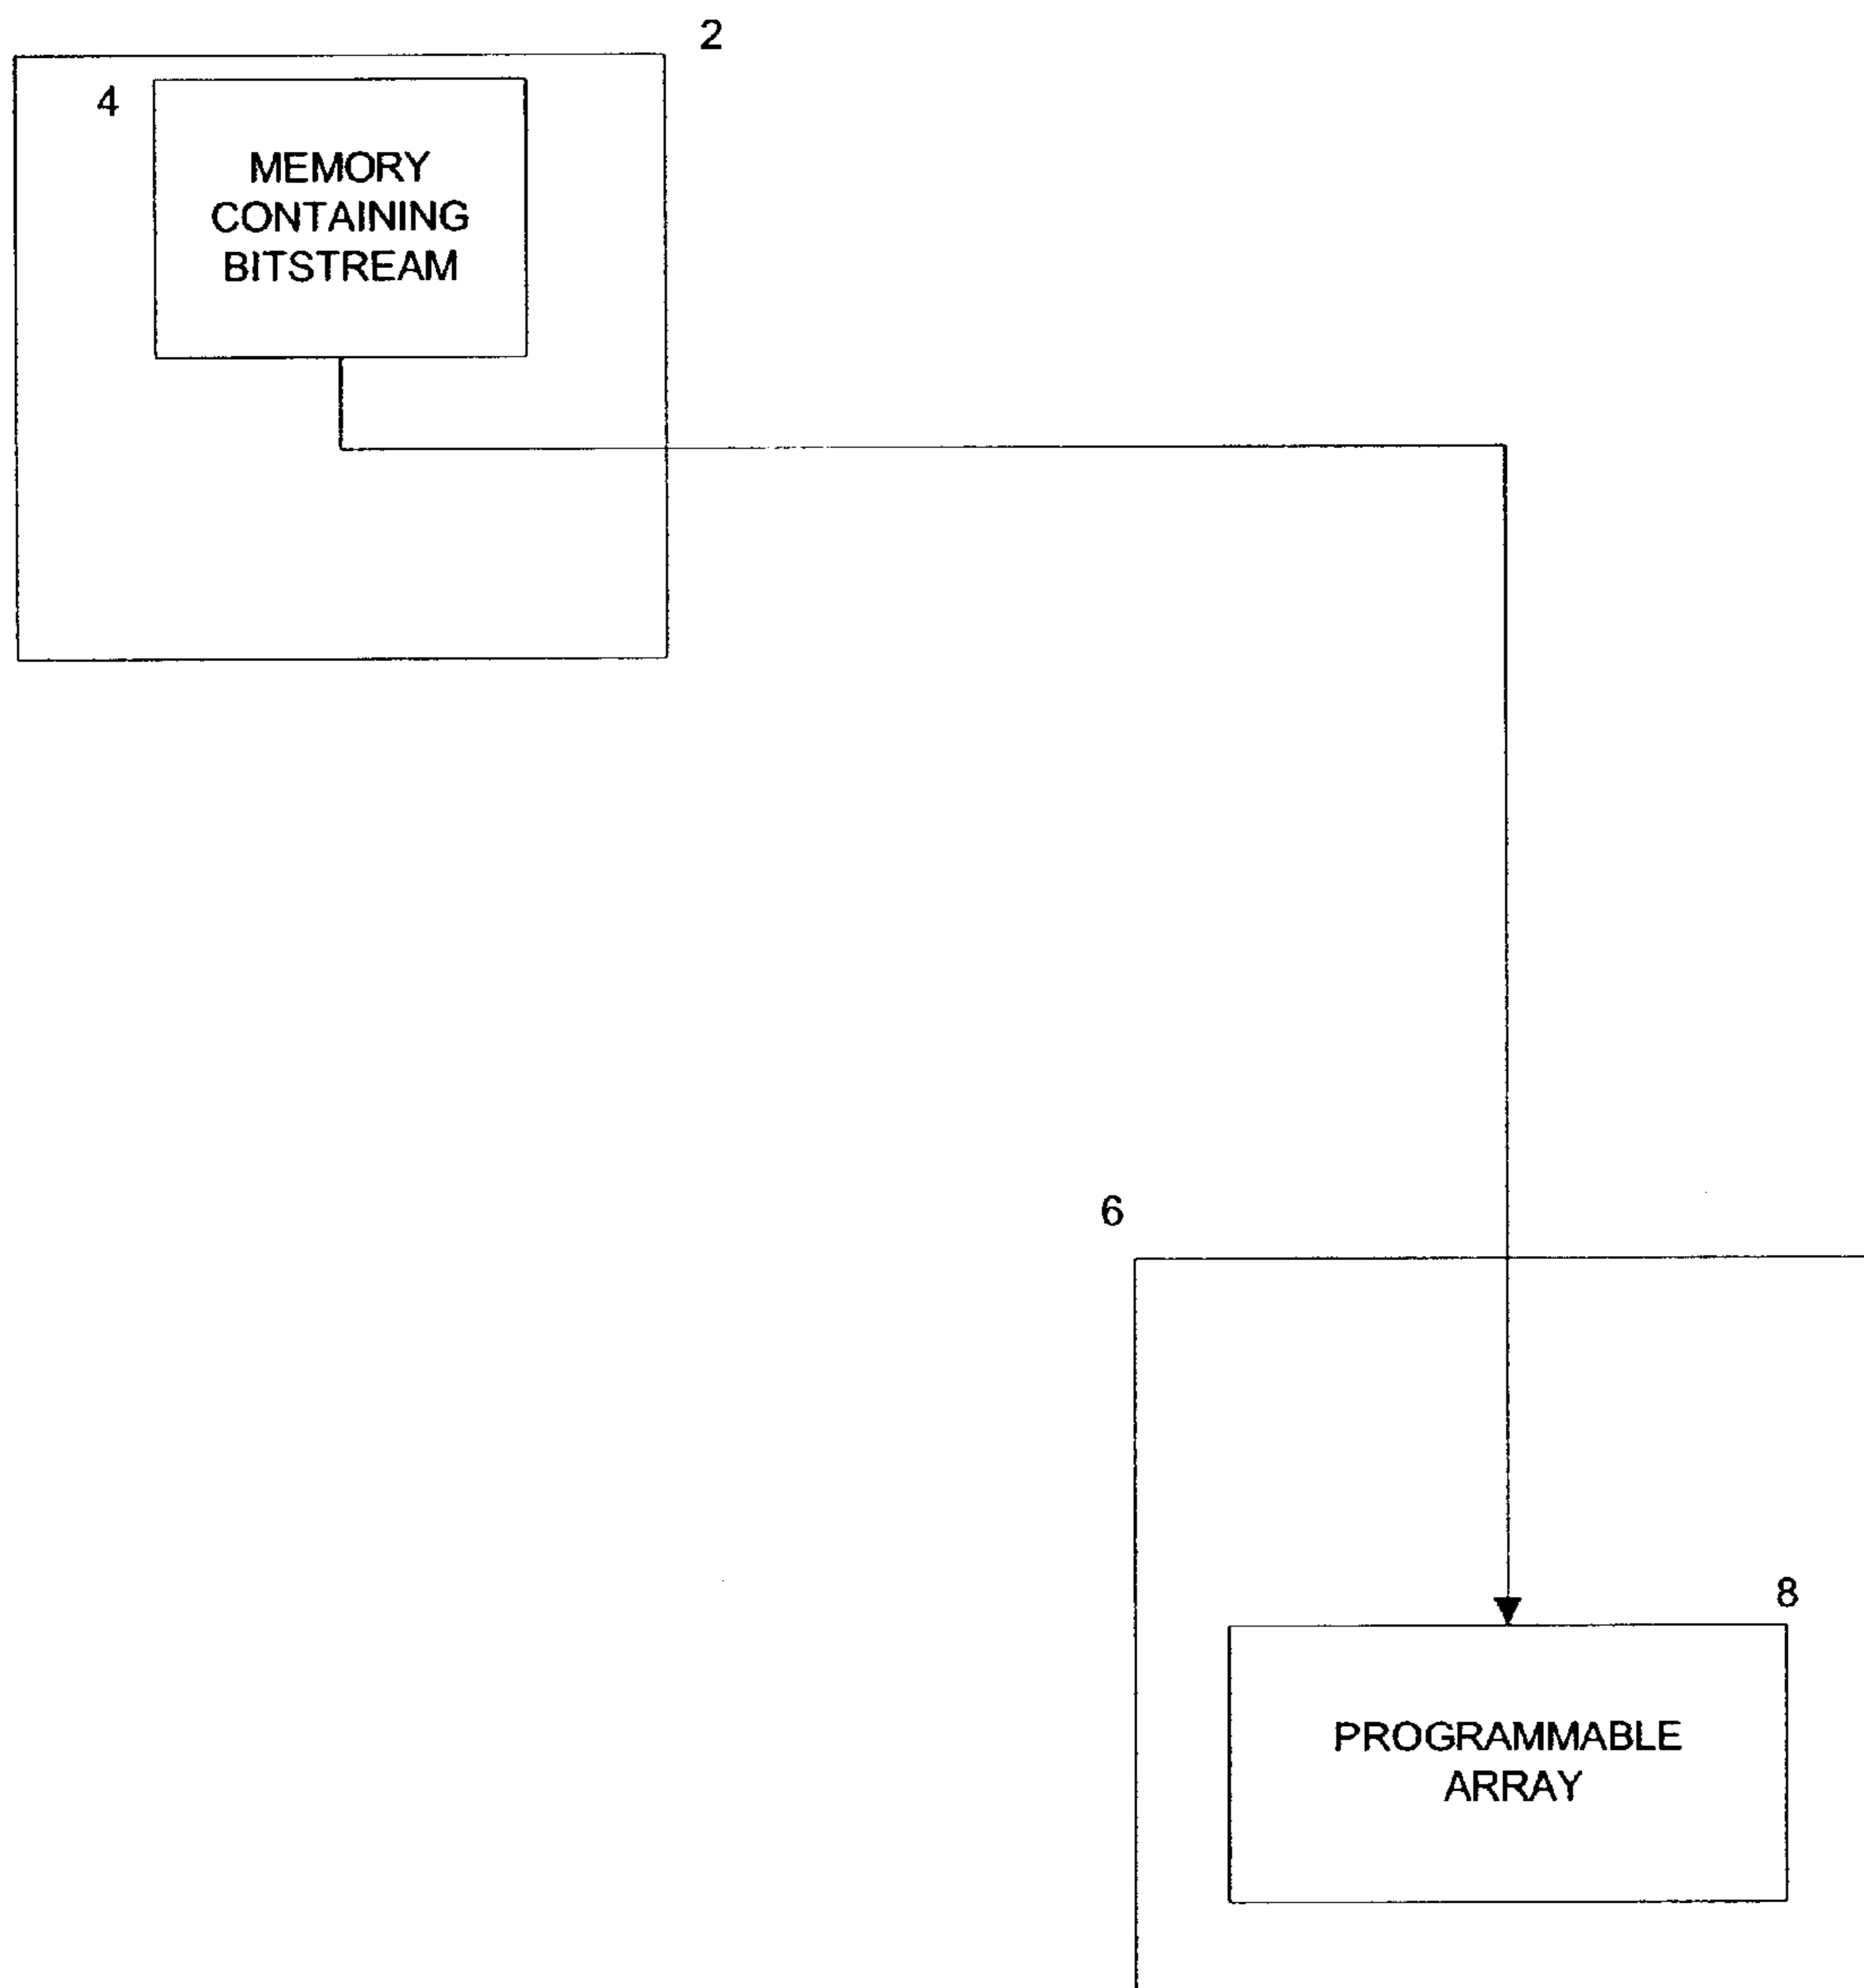 2
4
MEMORY
CONTAINING
BITSTREAM
6
8
PROGRAMMABLE
ARRAY